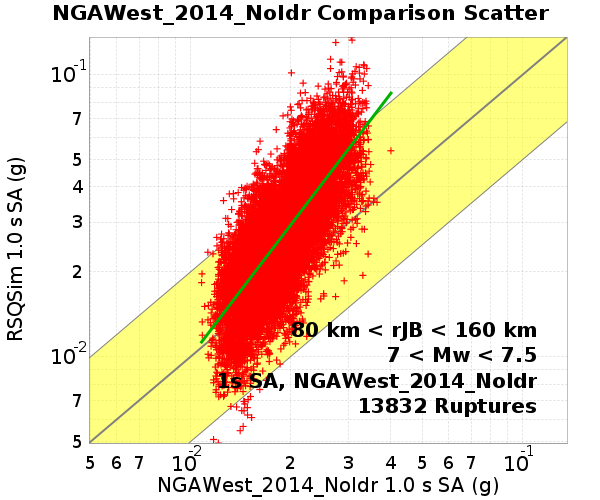 NGAWest_2014_NoIdr Comparison Scatter
RSQSim 1.0 s SA (g)
10-1
7
5
4
3
2
10-2
7
5
80 km < rJB < 160 km
7 < Mw < 7.5
1s SA, NGAWest_2014_NoIdr
13832 Ruptures
5 6 7 10-2 2 3 4 5 6 7 10-1
NGAWest_2014_NoIdr 1.0 s SA (g)